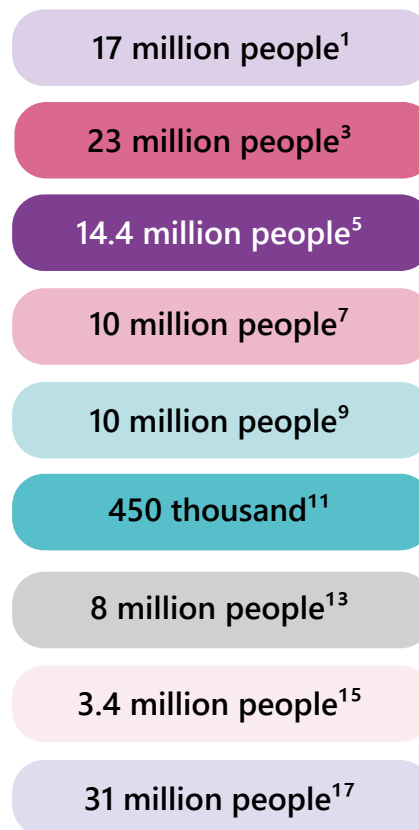 17 million people¹
23 million people³
14.4 million people⁵
10 million people⁷
10 million people⁹
450 thousand¹¹
8 million people¹³
3.4 million people¹⁵
31 million people¹⁷